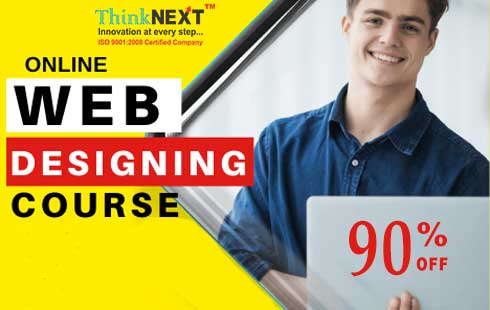 ThinkNEXT™
Innovation at every step...
ISO 9001:2008 Certified Company
ONLINE
WEB
DESIGNING
COURSE
90% OFF